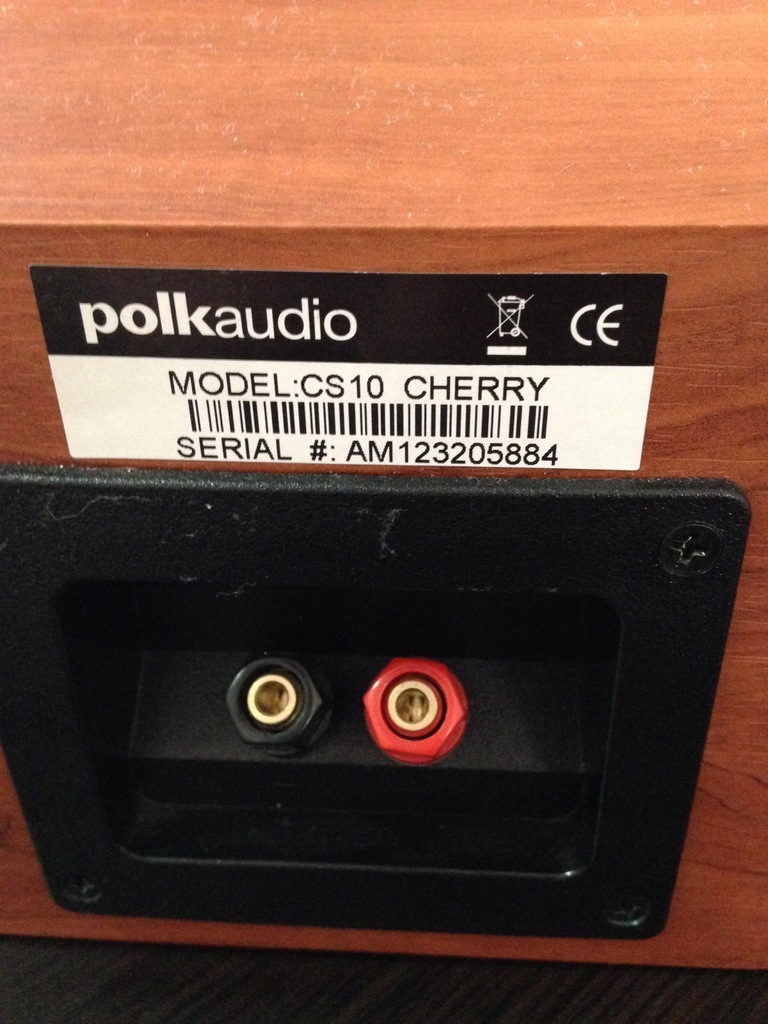 polkaudio CE
MODEL:CS10 CHERRY
SERIAL #: AM123205884